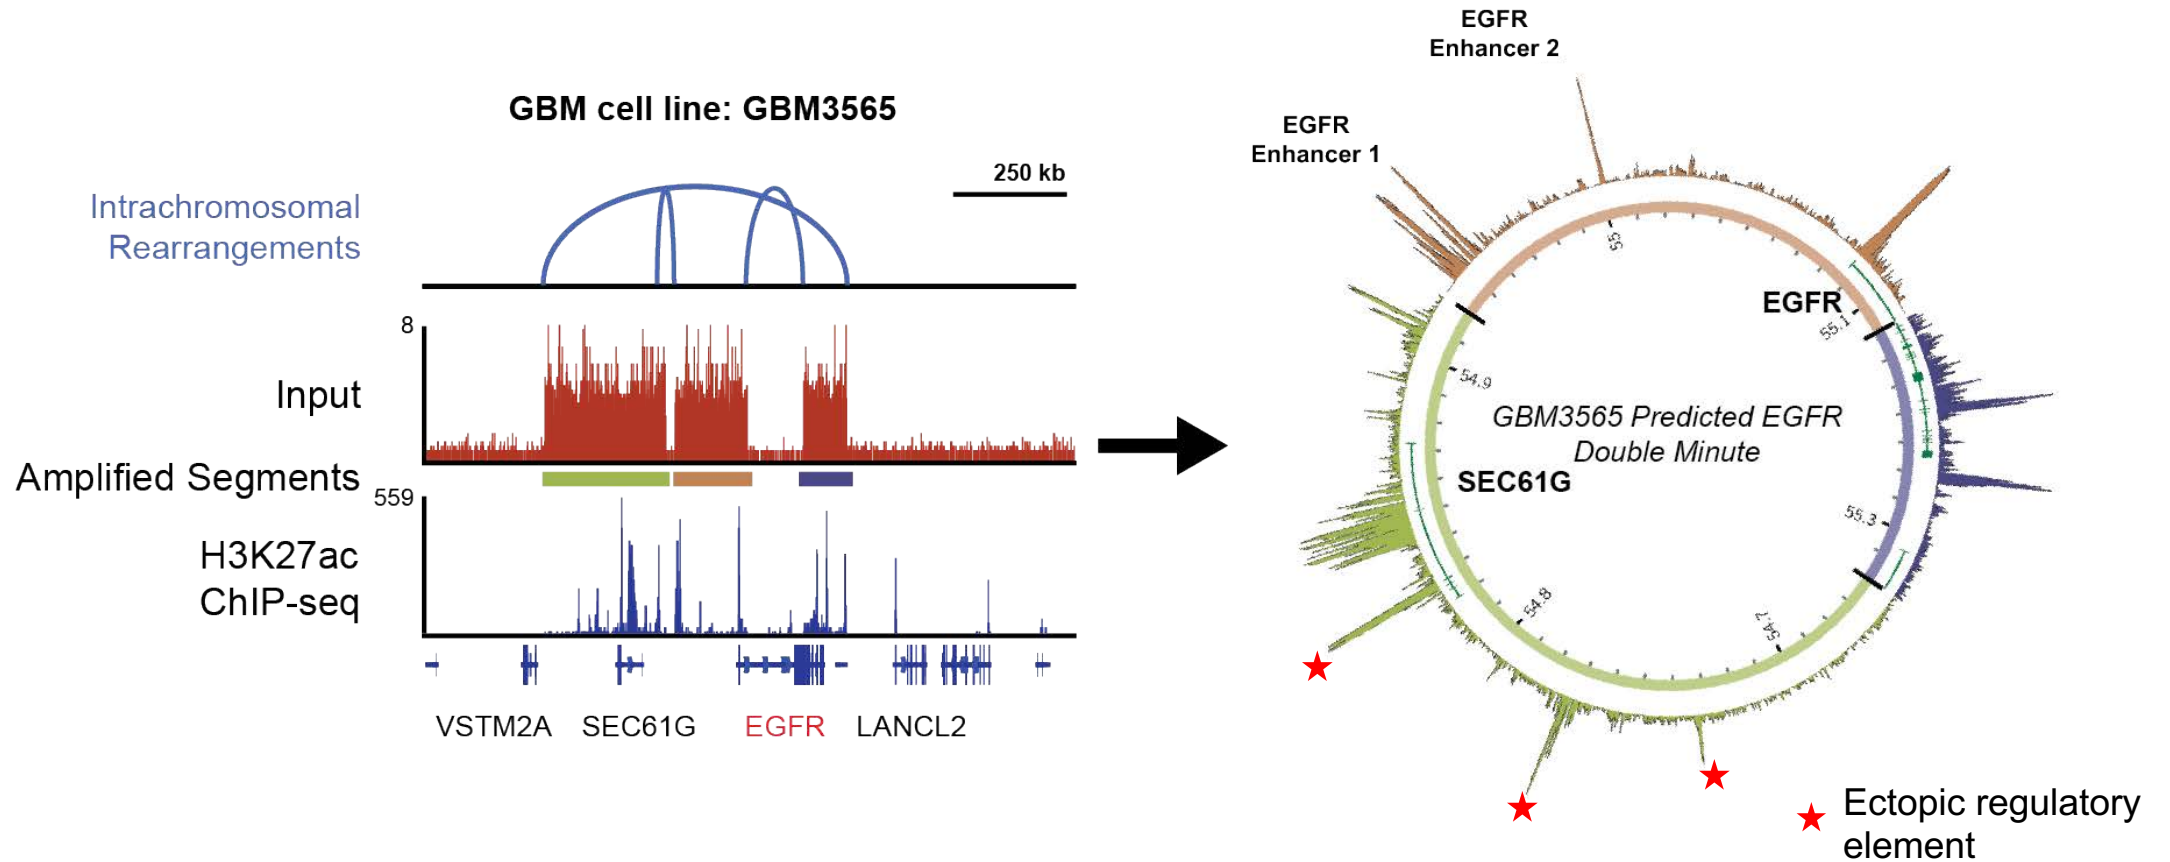 GBM cell line: GBM3565
250 kb
Intrachromosomal
Rearrangements
8
Input
Amplified Segments
559
H3K27ac
ChIP-seq
VSTM2A
SEC61G
EGFR
LANCL2
EGFR
Enhancer 2
EGFR
Enhancer 1
55
EGFR
55.1
54.9
GBM3565 Predicted EGFR
Double Minute
SEC61G
55.3
54.8
54.7
Ectopic regulatory
element